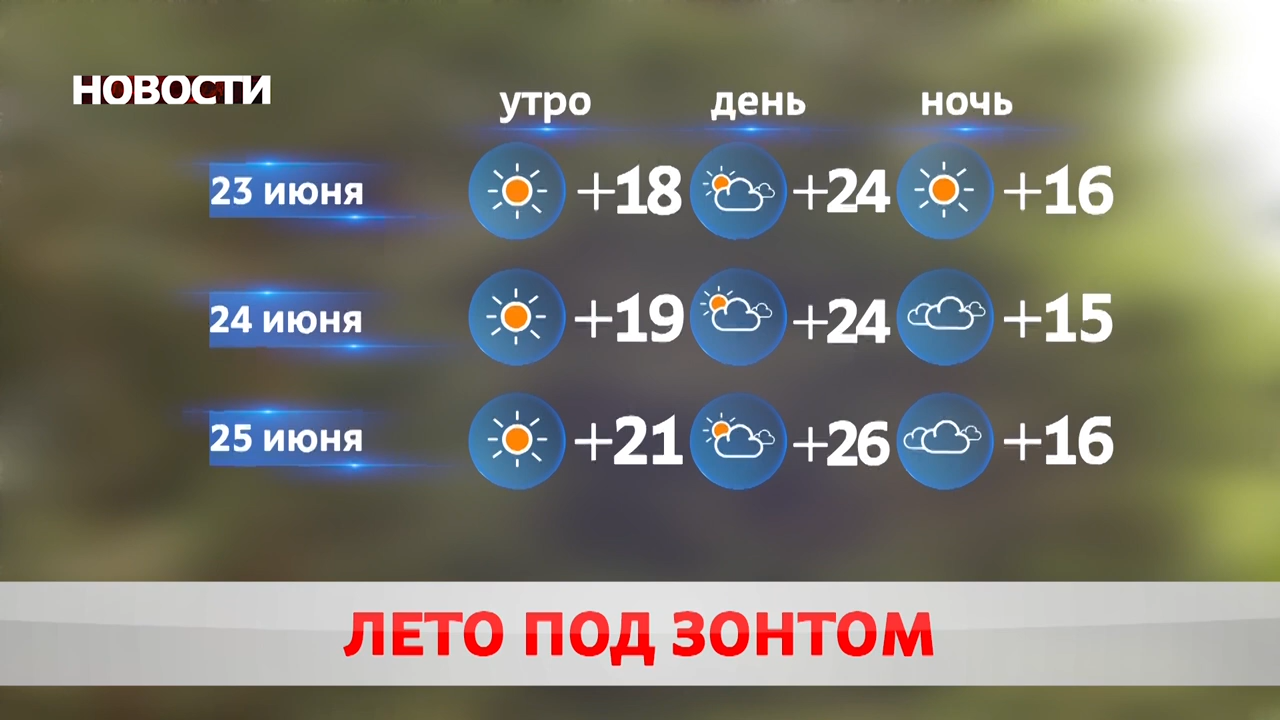 НОВОСТИ
утро день ночь
23 июня +18 +24 +16
24 июня +19 +24 +15
25 июня +21 +26 +16
ЛЕТО ПОД ЗОНТОМ